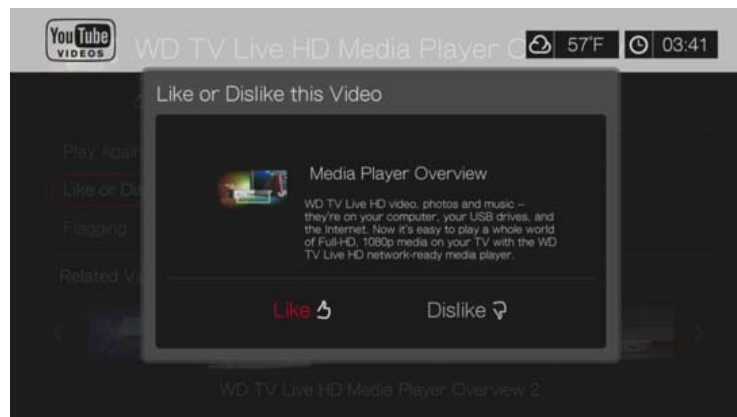 You Tube
VIDEOS
WD TV Live HD Media Player O
57°F
03:41
Like or Dislike this Video
Play Again
Like or Di
Flagging
Related Vi
Media Player Overview
WD TV Live HD video, photos and music –
they're on your computer, your USB drives, and
the Internet. Now it's easy to play a whole world
of Full-HD, 1080p media on your TV with the WD
TV Live HD network-ready media player.
Like
Dislike
WD TV Live HD Media Player Overview 2